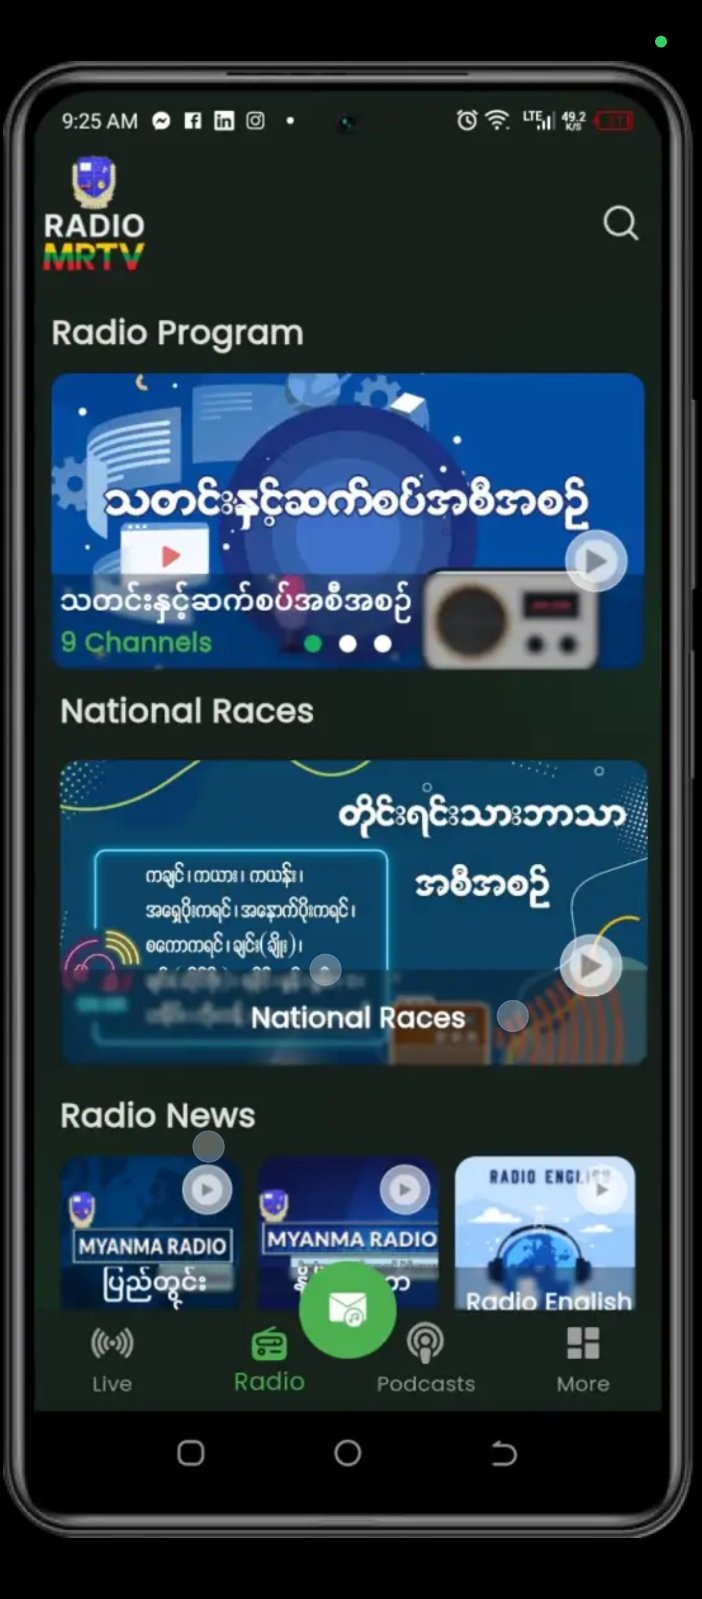 9:25 AM
LTE 49.2 K/S
RADIO
MRTV
Radio Program
သတင်းနှင့်ဆက်စပ်အစီအစဉ်
သတင်းနှင့်ဆက်စပ်အစီအစဉ်
9 Channels
National Races
တိုင်းရင်းသားဘာသာ
အစီအစဉ်
ကချင်၊ ကယား၊ ကယန်း၊
အရှေ့ပိုးကရင်၊ အနောက်ပိုးကရင်၊
စကောကရင်၊ ချင်း(ချိုး)၊
National Races
Radio News
MYANMA RADIO
ပြည်တွင်း
MYANMA RADIO
RADIO ENGLISH
Radio English
Live
Radio
Podcasts
More